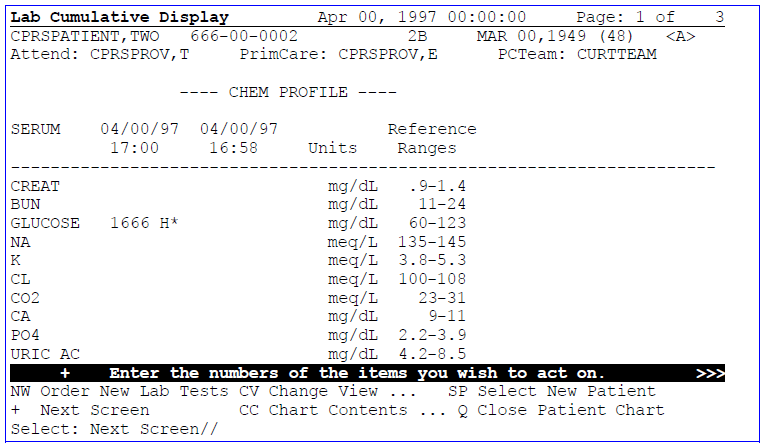 Lab Cumulative Display Apr 00, 1997 00:00:00 Page: 1 of 3
CPRSPATIENT,TWO 666-00-0002 2B MAR 00,1949 (48) <A>
Attend: CPRSPROV,T PrimCare: CPRSPROV,E PCTeam: CURTTEAM
---- CHEM PROFILE ----
SERUM 04/00/97 04/00/97 Reference
17:00 16:58 Units Ranges
-----------------------------------------------------------------------
CREAT mg/dL .9-1.4
BUN mg/dL 11-24
GLUCOSE 1666 H* mg/dL 60-123
NA meq/L 135-145
K meq/L 3.8-5.3
CL meq/L 100-108
CO2 meq/L 23-31
CA mg/dL 9-11
PO4 mg/dL 2.2-3.9
URIC AC mg/dL 4.2-8.5
+ Enter the numbers of the items you wish to act on. >>>
NW Order New Lab Tests CV Change View ... SP Select New Patient
+ Next Screen CC Chart Contents ... Q Close Patient Chart
Select: Next Screen//